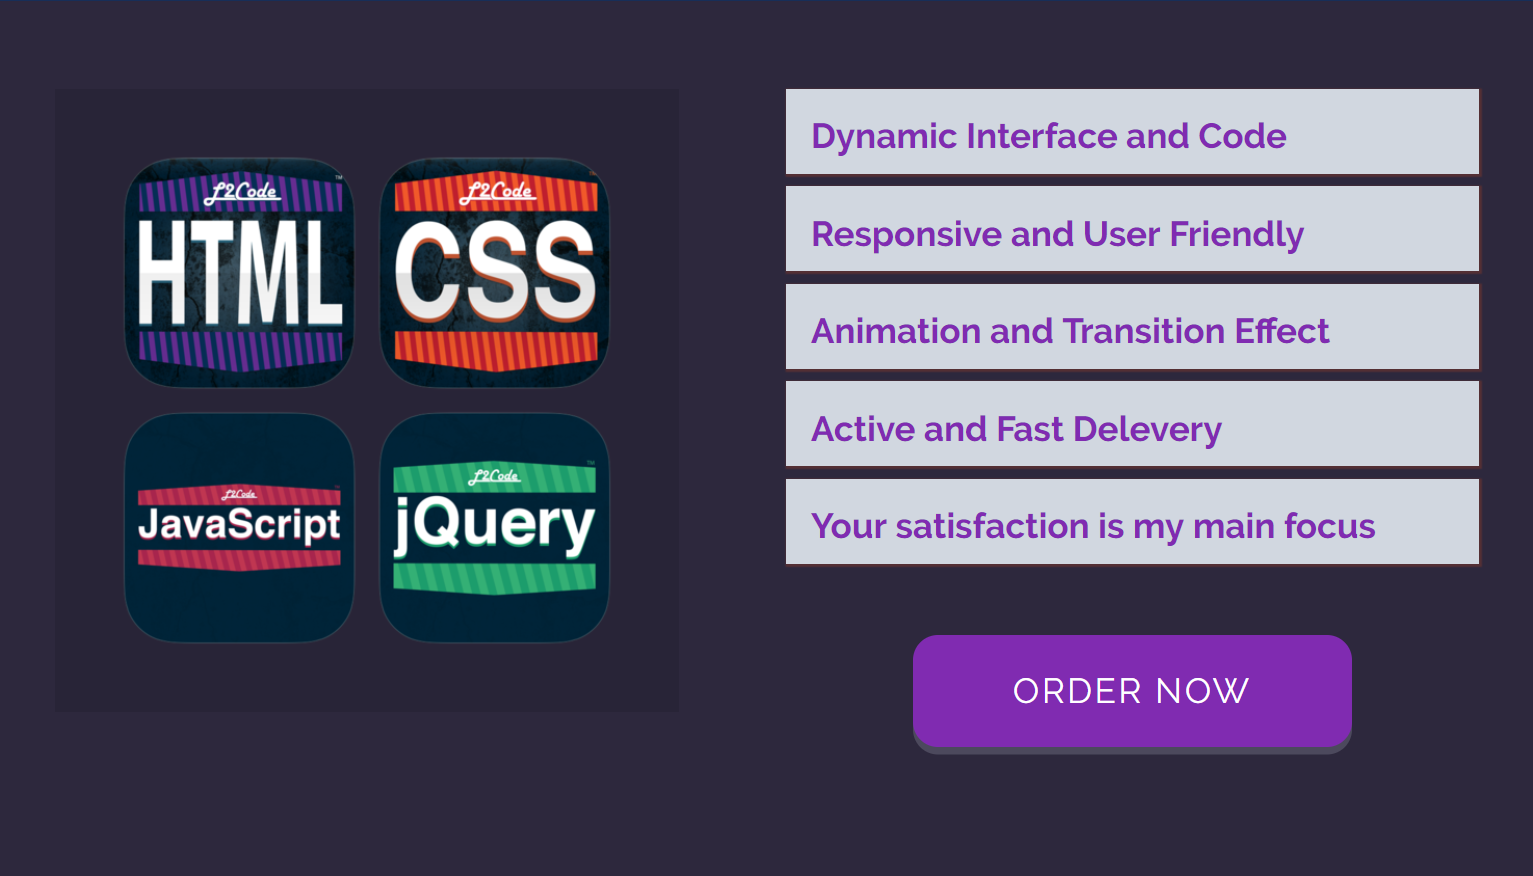 L2Code
HTML
L2Code
CSS
L2Code
JavaScript
L2Code
jQuery
Dynamic Interface and Code
Responsive and User Friendly
Animation and Transition Effect
Active and Fast Delevery
Your satisfaction is my main focus
ORDER NOW